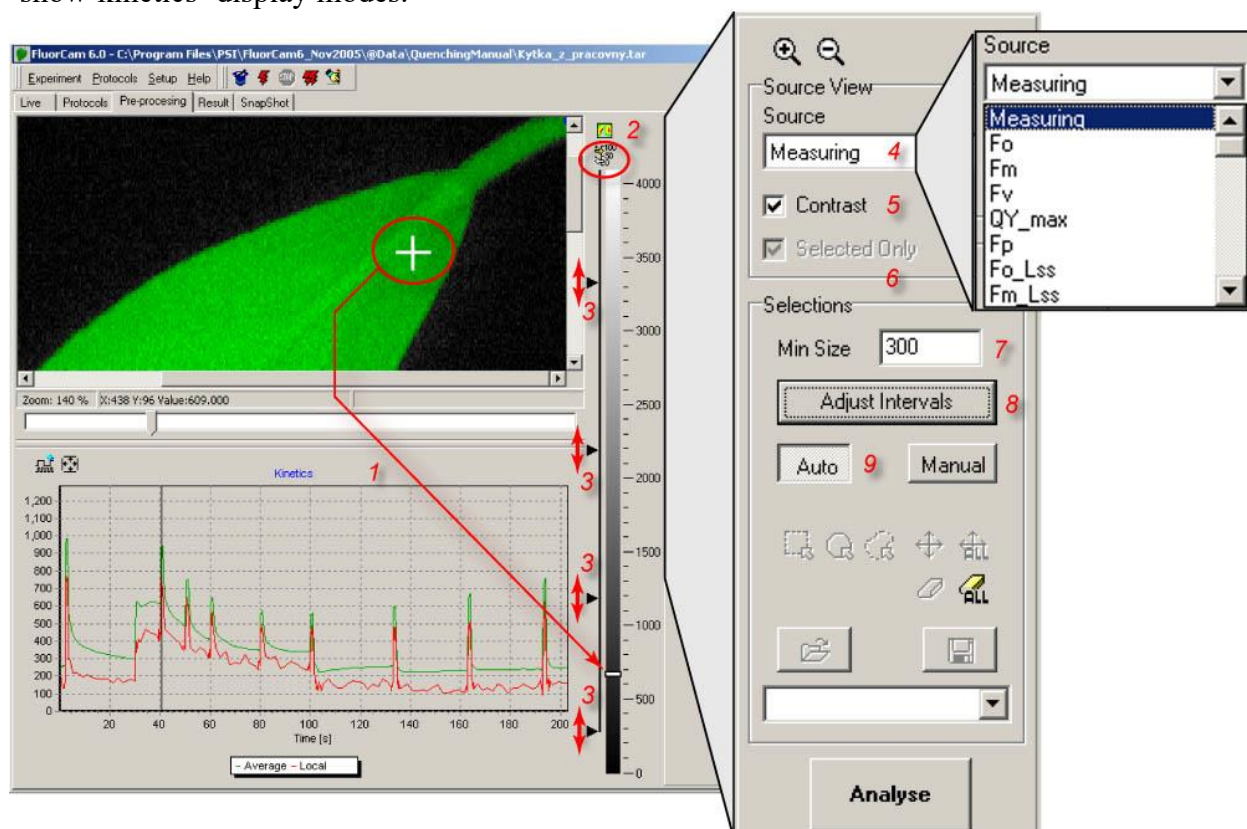 "show kinetics" display modes.
FluorCam 6.0 - C:\Program Files\PSI\FluorCam6_Nov2005\@Data\QuenchingManual\Kytka_z_pracovny.tar
Experiment Protocols Setup Help
Live Protocols Pre-procesing Result SnapShot
2
4000
3500
3
3000
2500
3
2000
1500
3
1000
3
500
0
Zoom: 140 % X:438 Y:96 Value:609.000
Kinetics
1
1,200
1,100
1,000
900
800
700
600
500
400
300
200
100
0
20 40 60 80 100 120 140 160 180 200
Time [s]
- Average - Local
Source View
Source
Measuring 4
Contrast 5
Selected Only
6
Selections
Min Size 300 7
Adjust Intervals 8
Auto 9 Manual
ALL
ALL
Analyse
Source
Measuring
Measuring
Fo
Fm
Fv
QY_max
Fp
Fo_Lss
Fm_Lss